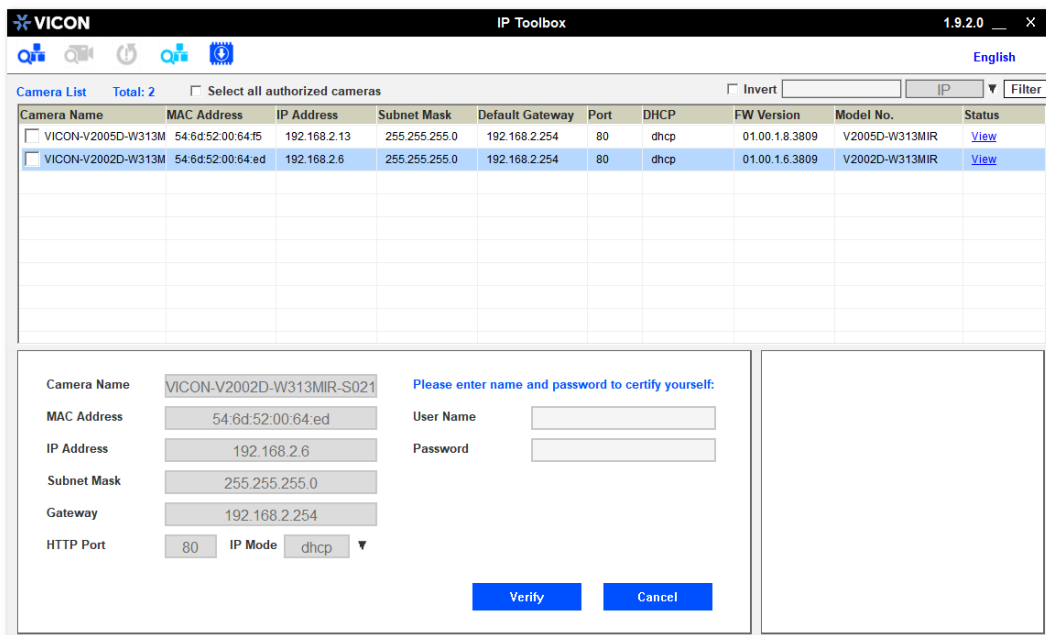 VICON IP Toolbox 1.9.2.0
English
Camera List Total: 2 Select all authorized cameras Invert IP Filter
Camera Name MAC Address IP Address Subnet Mask Default Gateway Port DHCP FW Version Model No. Status
VICON-V2005D-W313M 54:6d:52:00:64:f5 192.168.2.13 255.255.255.0 192.168.2.254 80 dhcp 01.00.1.8.3809 V2005D-W313MIR View
VICON-V2002D-W313M 54:6d:52:00:64:ed 192.168.2.6 255.255.255.0 192.168.2.254 80 dhcp 01.00.1.6.3809 V2002D-W313MIR View
Camera Name VICON-V2002D-W313MIR-S021 Please enter name and password to certify yourself:
MAC Address 54:6d:52:00:64:ed User Name
IP Address 192.168.2.6 Password
Subnet Mask 255.255.255.0
Gateway 192.168.2.254
HTTP Port 80 IP Mode dhcp
Verify Cancel